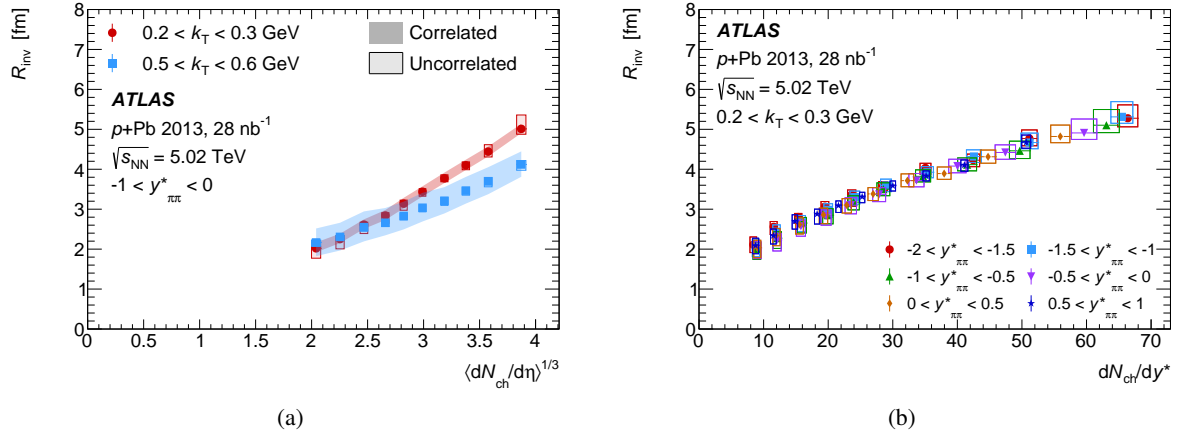 R_inv [fm]
8
7
6
5
4
3
2
1
0
0.2 < k_T < 0.3 GeV
0.5 < k_T < 0.6 GeV
Correlated
Uncorrelated
ATLAS
p+Pb 2013, 28 nb⁻¹
√s_NN = 5.02 TeV
-1 < y*_ππ < 0
0 0.5 1 1.5 2 2.5 3 3.5 4
⟨dN_ch/dη⟩^1/3
(a)
R_inv [fm]
8
7
6
5
4
3
2
1
0
ATLAS
p+Pb 2013, 28 nb⁻¹
√s_NN = 5.02 TeV
0.2 < k_T < 0.3 GeV
-2 < y*_ππ < -1.5 -1.5 < y*_ππ < -1
-1 < y*_ππ < -0.5 -0.5 < y*_ππ < 0
0 < y*_ππ < 0.5 0.5 < y*_ππ < 1
0 10 20 30 40 50 60 70
dN_ch/dy*
(b)